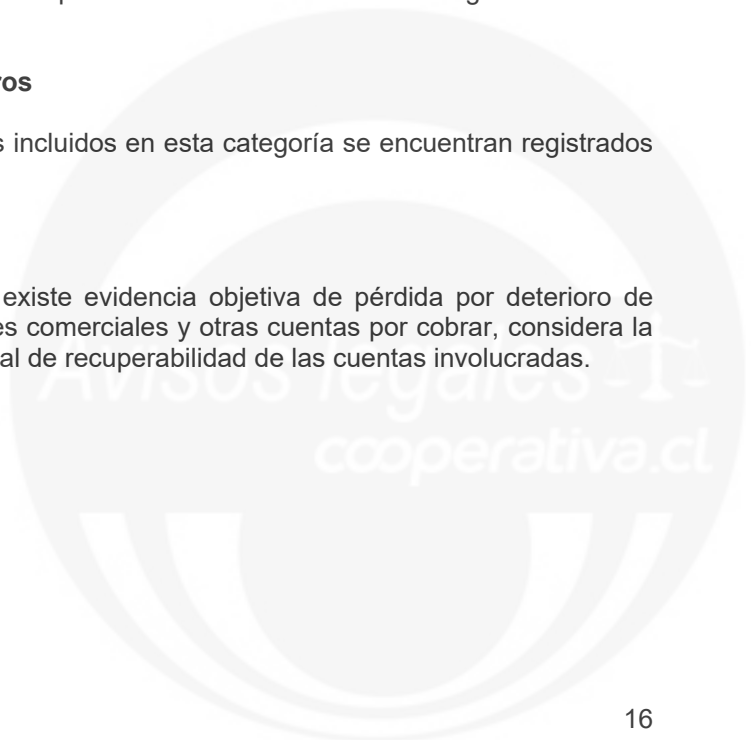 ros
s incluidos en esta categoría se encuentran registrados
existe evidencia objetiva de pérdida por deterioro de
es comerciales y otras cuentas por cobrar, considera la
al de recuperabilidad de las cuentas involucradas.
Avisos legales
cooperativa.cl
16